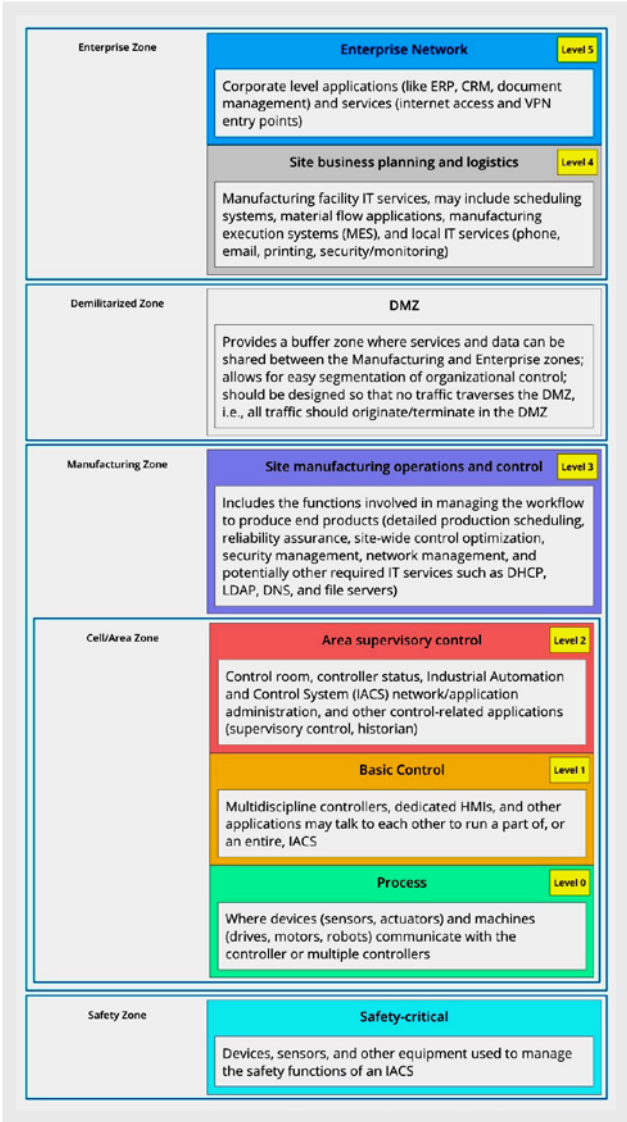 Enterprise Zone
Enterprise Network
Level 5
Corporate level applications (like ERP, CRM, document
management) and services (internet access and VPN
entry points)
Site business planning and logistics
Level 4
Manufacturing facility IT services, may include scheduling
systems, material flow applications, manufacturing
execution systems (MES), and local IT services (phone,
email, printing, security/monitoring)
Demilitarized Zone
DMZ
Provides a buffer zone where services and data can be
shared between the Manufacturing and Enterprise zones;
allows for easy segmentation of organizational control;
should be designed so that no traffic traverses the DMZ,
i.e., all traffic should originate/terminate in the DMZ
Manufacturing Zone
Site manufacturing operations and control
Level 3
Includes the functions involved in managing the workflow
to produce end products (detailed production scheduling,
reliability assurance, site-wide control optimization,
security management, network management, and
potentially other required IT services such as DHCP,
LDAP, DNS, and file servers)
Cell/Area Zone
Area supervisory control
Level 2
Control room, controller status, Industrial Automation
and Control System (IACS) network/application
administration, and other control-related applications
(supervisory control, historian)
Basic Control
Level 1
Multidiscipline controllers, dedicated HMIs, and other
applications may talk to each other to run a part of, or
an entire, IACS
Process
Level 0
Where devices (sensors, actuators) and machines
(drives, motors, robots) communicate with the
controller or multiple controllers
Safety Zone
Safety-critical
Devices, sensors, and other equipment used to manage
the safety functions of an IACS